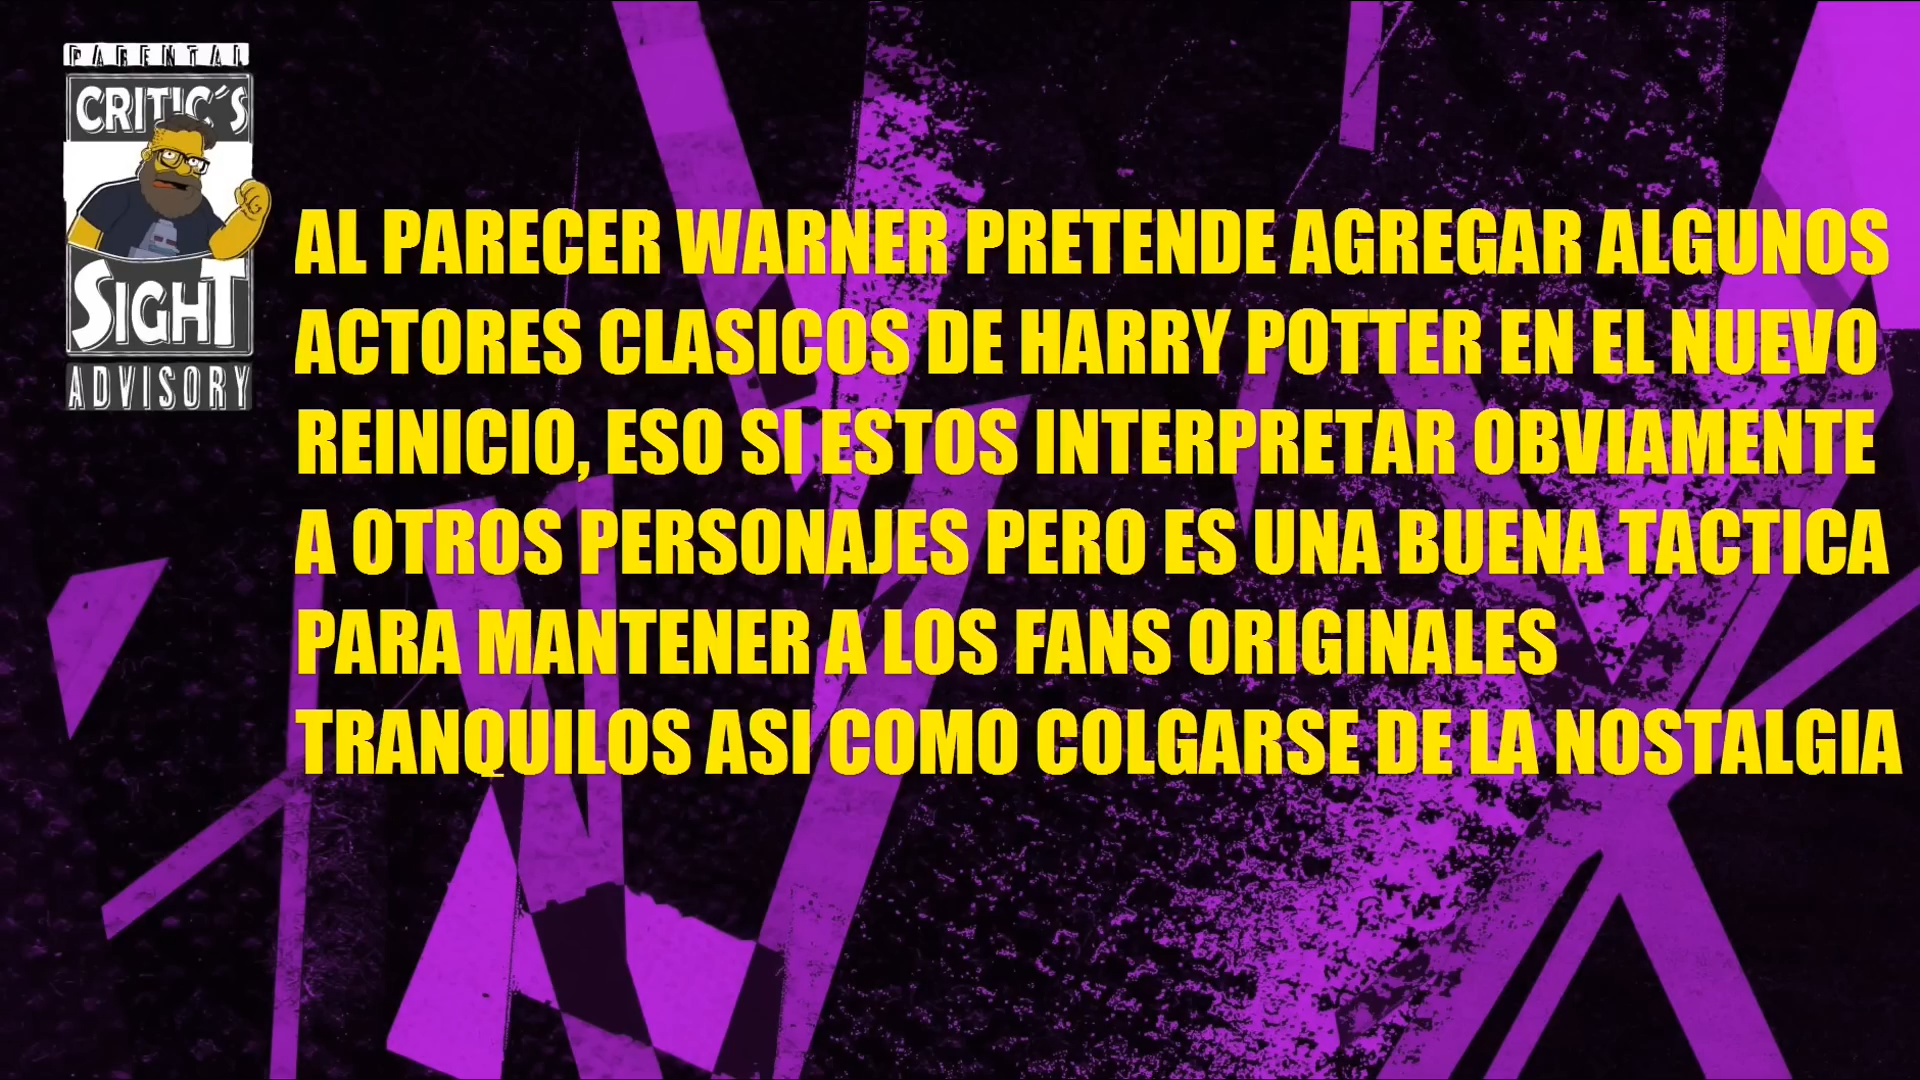 PARENTAL
CRITIC´S
SIGHT
ADVISORY
AL PARECER WARNER PRETENDE AGREGAR ALGUNOS
ACTORES CLASICOS DE HARRY POTTER EN EL NUEVO
REINICIO, ESO SI ESTOS INTERPRETAR OBVIAMENTE
A OTROS PERSONAJES PERO ES UNA BUENA TACTICA
PARA MANTENER A LOS FANS ORIGINALES
TRANQUILOS ASI COMO COLGARSE DE LA NOSTALGIA